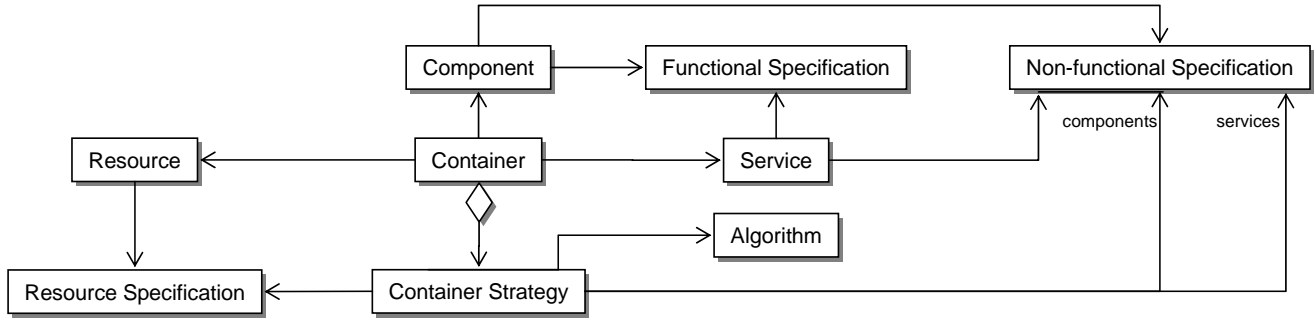 Component
Functional Specification
Non-functional Specification
components
services
Resource
Container
Service
Algorithm
Resource Specification
Container Strategy